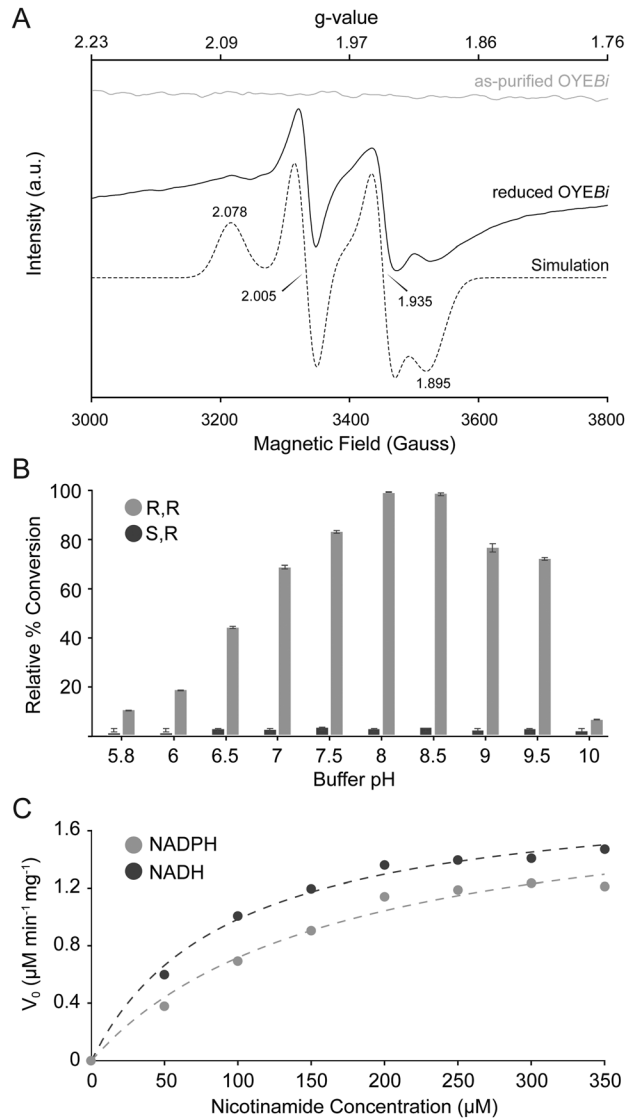 A
g-value
2.23 2.09 1.97 1.86 1.76
as-purified OYEBi
reduced OYEBi
2.078
Simulation
2.005
1.935
1.895
Intensity (a.u.)
3000 3200 3400 3600 3800
Magnetic Field (Gauss)
B
R,R
S,R
100
80
60
40
20
Relative % Conversion
5.8 6 6.5 7 7.5 8 8.5 9 9.5 10
Buffer pH
C
NADPH
NADH
1.6
1.2
0.8
0.4
0
V₀ (µM min⁻¹ mg⁻¹)
0 50 100 150 200 250 300 350
Nicotinamide Concentration (µM)